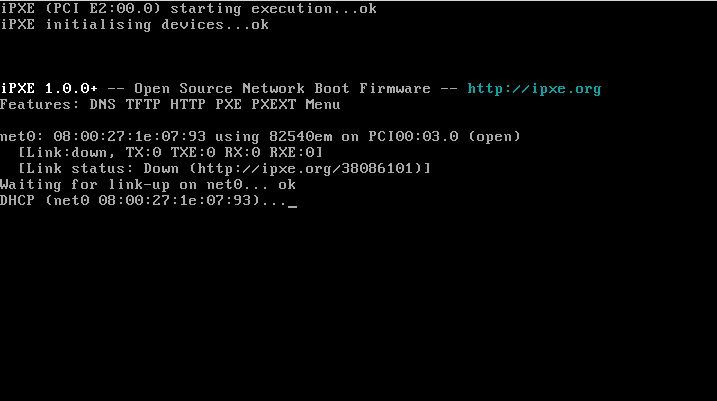 iPXE (PCI E2:00.0) starting execution...ok
iPXE initialising devices...ok
iPXE 1.0.0+ -- Open Source Network Boot Firmware -- http://ipxe.org
Features: DNS TFTP HTTP PXE PXEXT Menu
net0: 08:00:27:1e:07:93 using 82540em on PCI00:03.0 (open)
[Link:down, TX:0 TXE:0 RX:0 RXE:0]
[Link status: Down (http://ipxe.org/38086101)]
Waiting for link-up on net0... ok
DHCP (net0 08:00:27:1e:07:93)..._